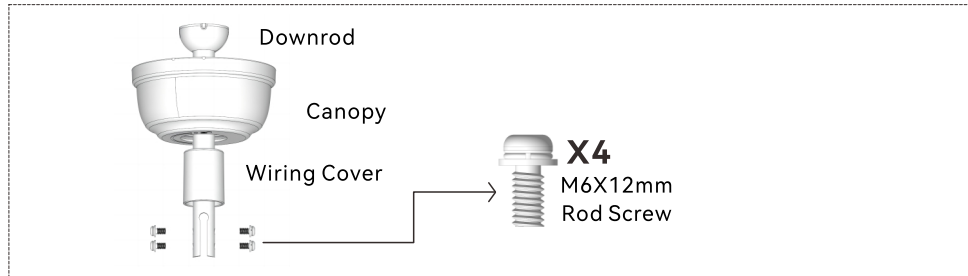 Downrod
Canopy
Wiring Cover
X4
M6X12mm
Rod Screw